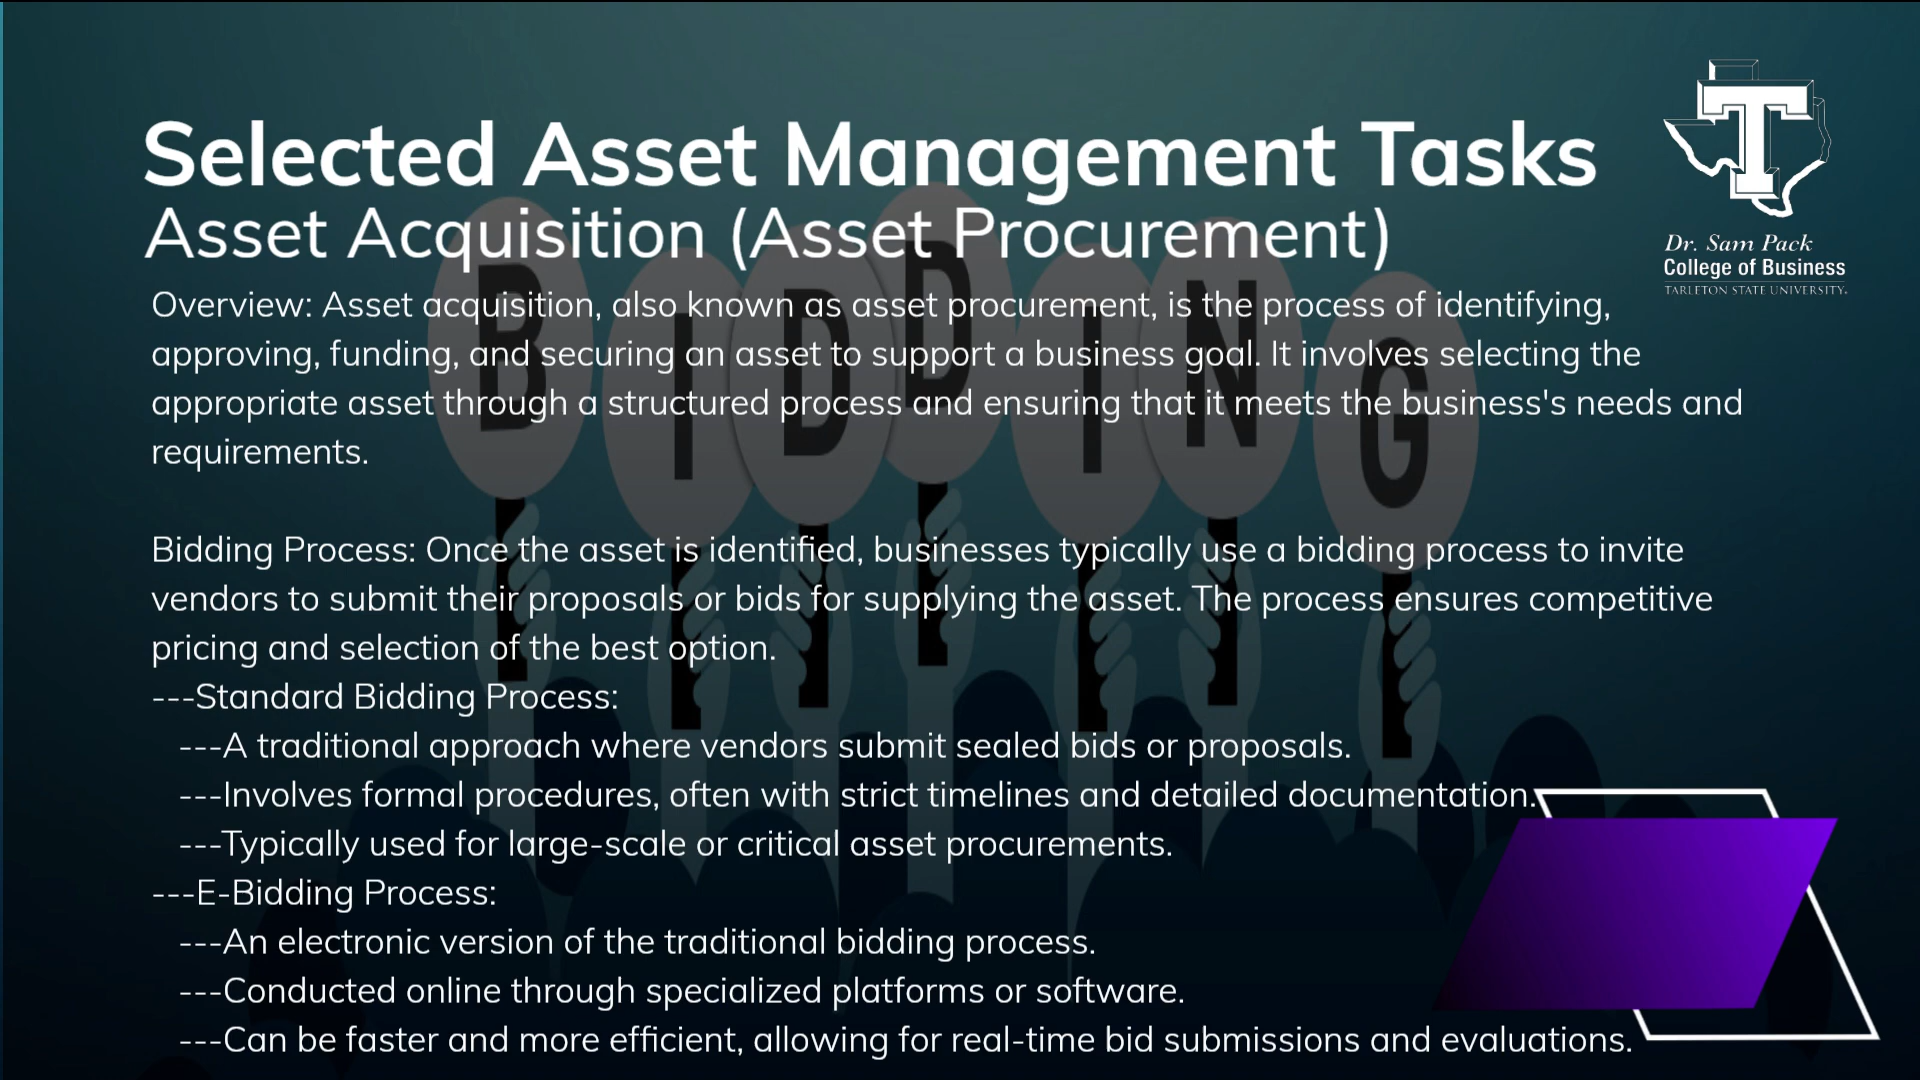 Selected Asset Management Tasks
Asset Acquisition (Asset Procurement)
Overview: Asset acquisition, also known as asset procurement, is the process of identifying,
approving, funding, and securing an asset to support a business goal. It involves selecting the
appropriate asset through a structured process and ensuring that it meets the business's needs and
requirements.
Bidding Process: Once the asset is identified, businesses typically use a bidding process to invite
vendors to submit their proposals or bids for supplying the asset. The process ensures competitive
pricing and selection of the best option.
---Standard Bidding Process:
---A traditional approach where vendors submit sealed bids or proposals.
---Involves formal procedures, often with strict timelines and detailed documentation.
---Typically used for large-scale or critical asset procurements.
---E-Bidding Process:
---An electronic version of the traditional bidding process.
---Conducted online through specialized platforms or software.
---Can be faster and more efficient, allowing for real-time bid submissions and evaluations.
T
Dr. Sam Pack
College of Business
TARLETON STATE UNIVERSITY.
BIDDING